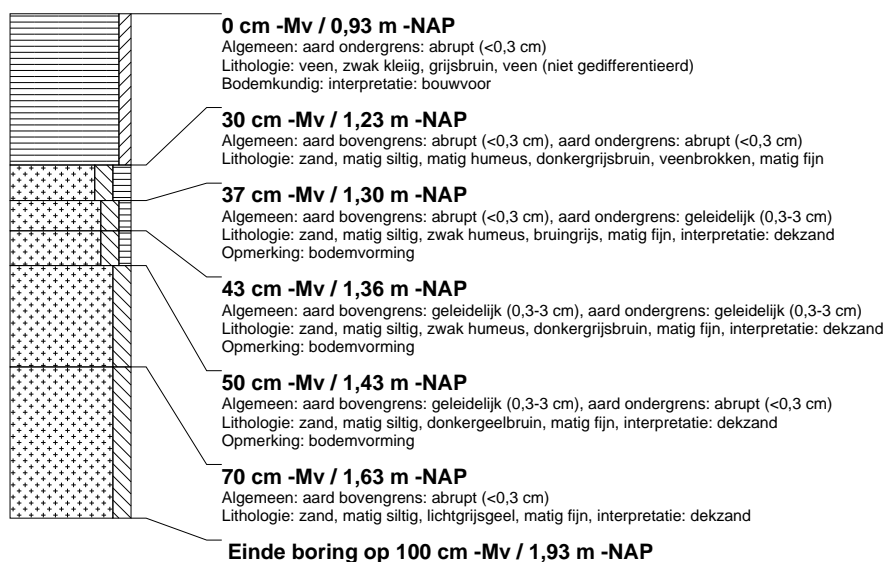 0 cm -Mv / 0,93 m -NAP
Algemeen: aard ondergrens: abrupt (<0,3 cm)
Lithologie: veen, zwak kleiig, grijsbruin, veen (niet gedifferentieerd)
Bodemkundig: interpretatie: bouwvoor
30 cm -Mv / 1,23 m -NAP
Algemeen: aard bovengrens: abrupt (<0,3 cm), aard ondergrens: abrupt (<0,3 cm)
Lithologie: zand, matig siltig, matig humeus, donkergrijsbruin, veenbrokken, matig fijn
37 cm -Mv / 1,30 m -NAP
Algemeen: aard bovengrens: abrupt (<0,3 cm), aard ondergrens: geleidelijk (0,3-3 cm)
Lithologie: zand, matig siltig, zwak humeus, bruingrijs, matig fijn, interpretatie: dekzand
Opmerking: bodemvorming
43 cm -Mv / 1,36 m -NAP
Algemeen: aard bovengrens: geleidelijk (0,3-3 cm), aard ondergrens: geleidelijk (0,3-3 cm)
Lithologie: zand, matig siltig, zwak humeus, donkergrijsbruin, matig fijn, interpretatie: dekzand
Opmerking: bodemvorming
50 cm -Mv / 1,43 m -NAP
Algemeen: aard bovengrens: geleidelijk (0,3-3 cm), aard ondergrens: abrupt (<0,3 cm)
Lithologie: zand, matig siltig, donkergeelbruin, matig fijn, interpretatie: dekzand
Opmerking: bodemvorming
70 cm -Mv / 1,63 m -NAP
Algemeen: aard bovengrens: abrupt (<0,3 cm)
Lithologie: zand, matig siltig, lichtgrijsgeel, matig fijn, interpretatie: dekzand
Einde boring op 100 cm -Mv / 1,93 m -NAP